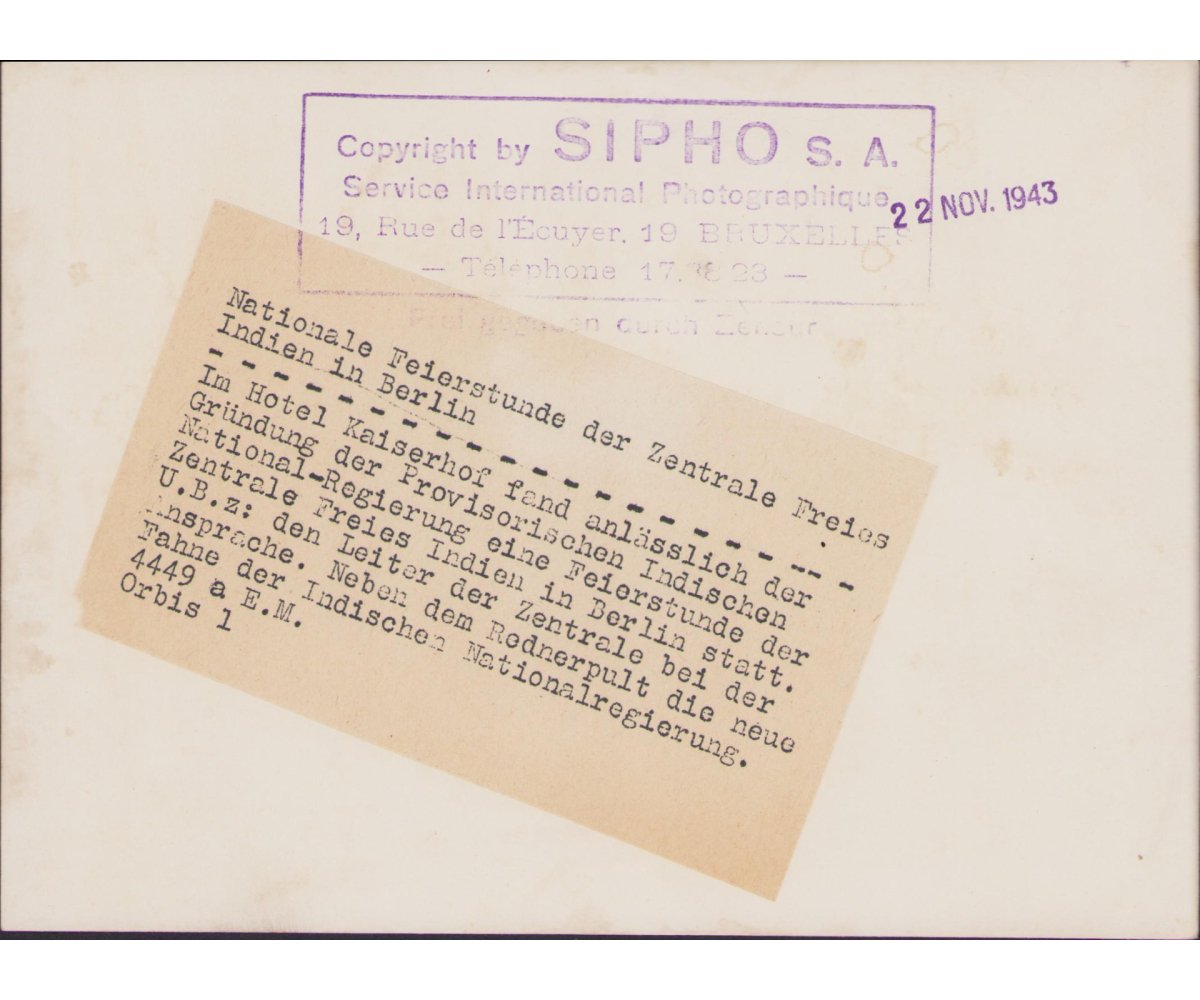 Copyright by SIPHO S. A.
Service International Photographique
19, Rue de l'Écuyer. 19 BRUXELLES
— Téléphone 17. 23 —
22 NOV. 1943
durch Zensur
Nationale Feierstunde der Zentrale Freies
Indien in Berlin
Im Hotel Kaiserhof fand anlässlich der
Gründung der Provisorischen Indischen
National-Regierung eine Feierstunde der
Zentrale Freies Indien in Berlin statt.
U.B.z: den Leiter der Zentrale bei der
Ansprache. Neben dem Rednerpult die neue
Fahne der Indischen Nationalregierung.
4449 a E.M.
Orbis 1